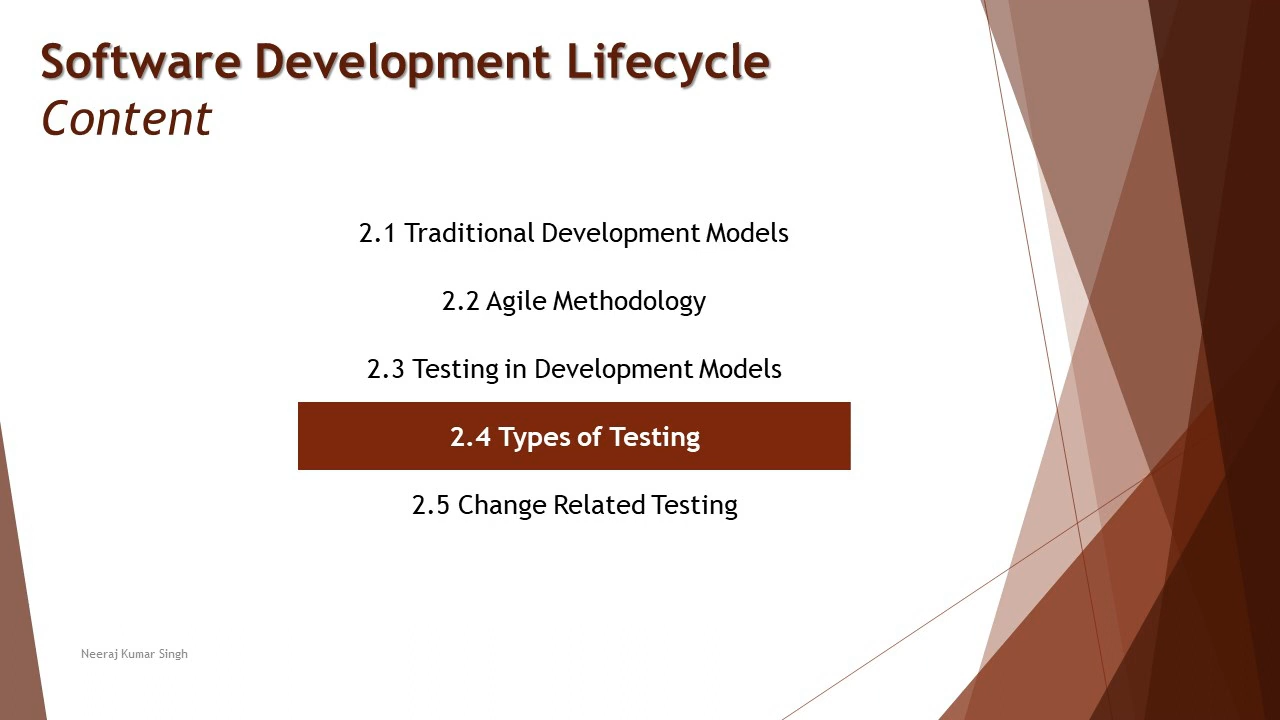 Software Development Lifecycle
Content
2.1 Traditional Development Models
2.2 Agile Methodology
2.3 Testing in Development Models
2.4 Types of Testing
2.5 Change Related Testing
Neeraj Kumar Singh